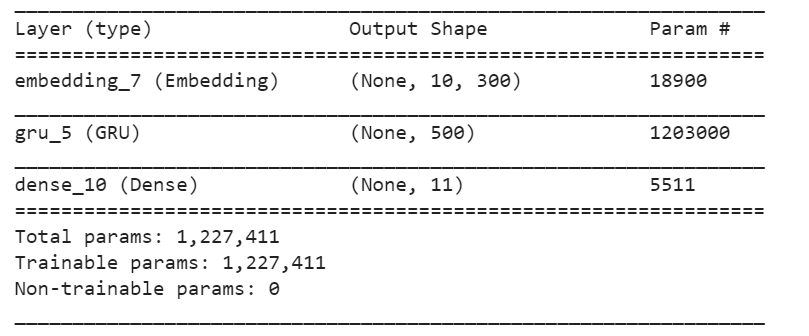 Layer (type) Output Shape Param #
=================================================================
embedding_7 (Embedding) (None, 10, 300) 18900
_________________________________________________________________
gru_5 (GRU) (None, 500) 1203000
_________________________________________________________________
dense_10 (Dense) (None, 11) 5511
=================================================================
Total params: 1,227,411
Trainable params: 1,227,411
Non-trainable params: 0
_________________________________________________________________